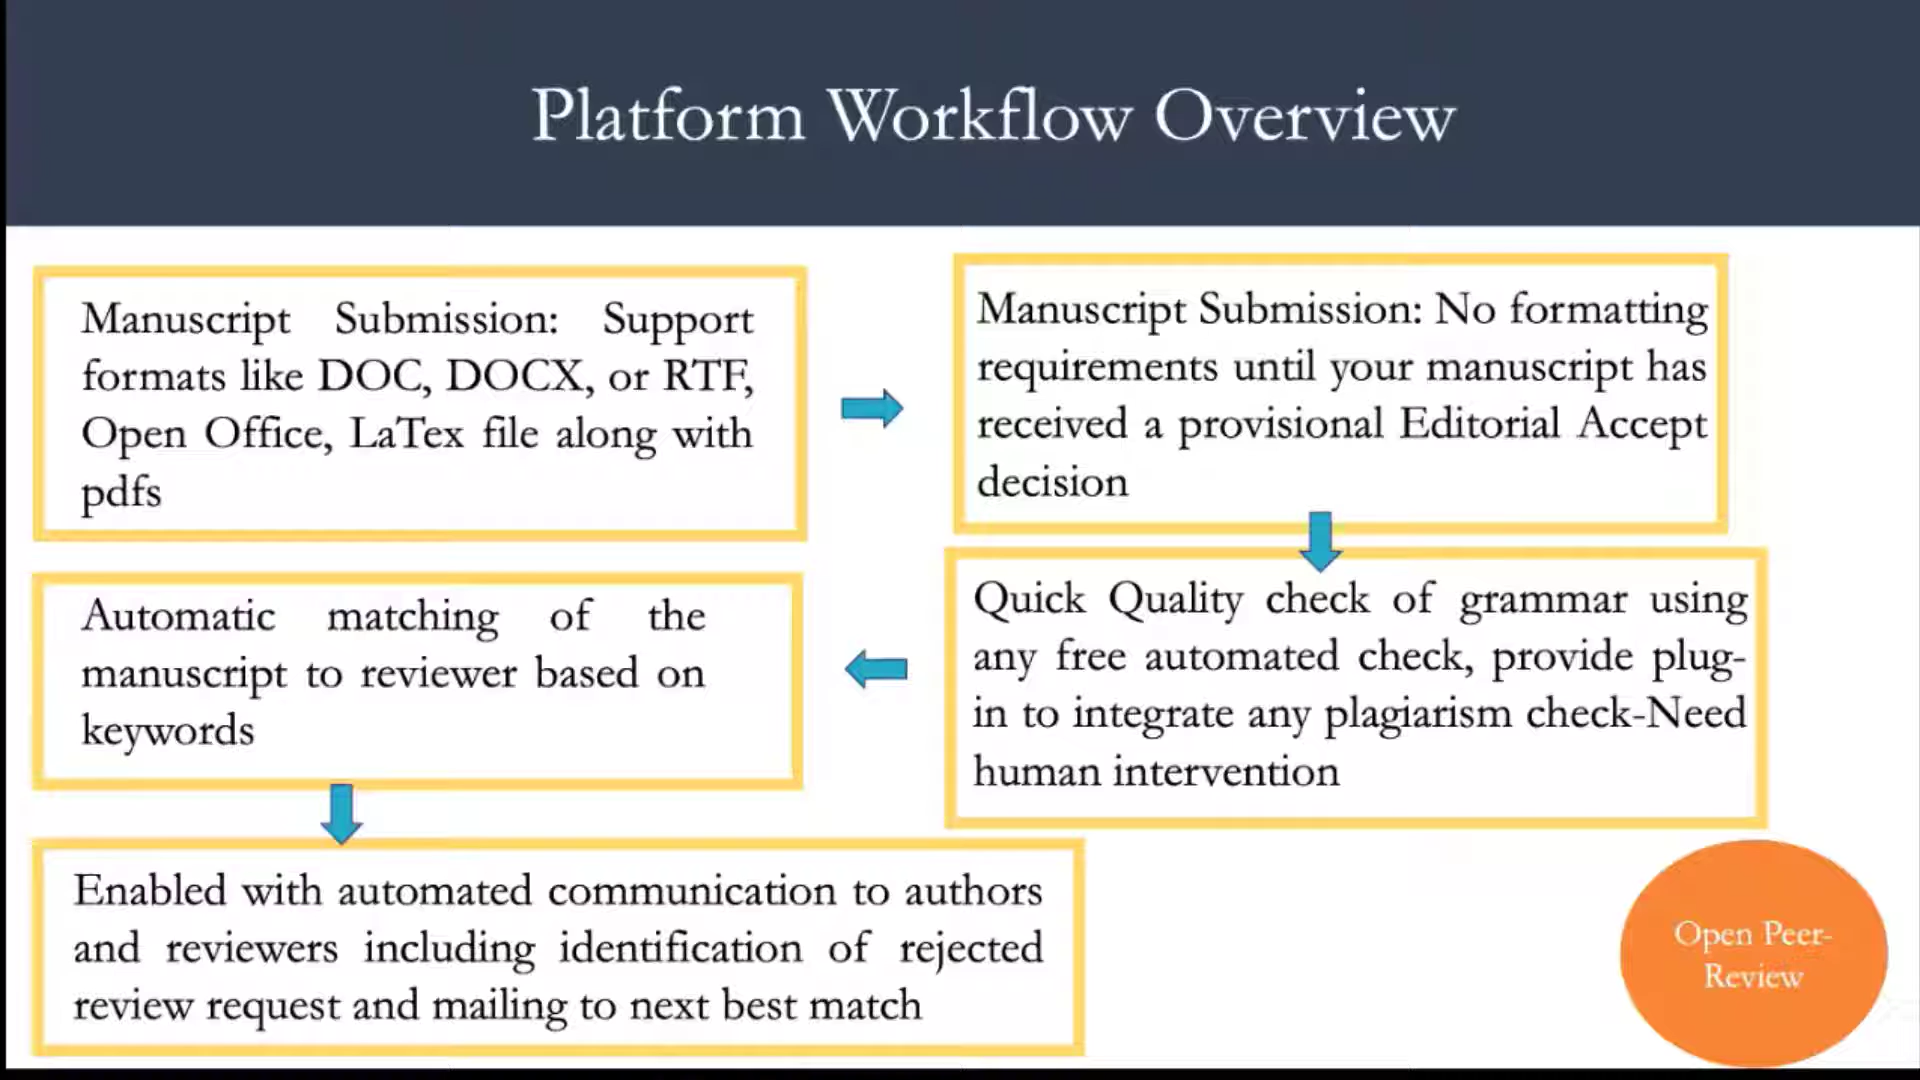 Platform Workflow Overview
Manuscript Submission: Support
formats like DOC, DOCX, or RTF,
Open Office, LaTex file along with
pdfs
Manuscript Submission: No formatting
requirements until your manuscript has
received a provisional Editorial Accept
decision
Quick Quality check of grammar using
any free automated check, provide plug-
in to integrate any plagiarism check-Need
human intervention
Automatic matching of the
manuscript to reviewer based on
keywords
Enabled with automated communication to authors
and reviewers including identification of rejected
review request and mailing to next best match
Open Peer-
Review